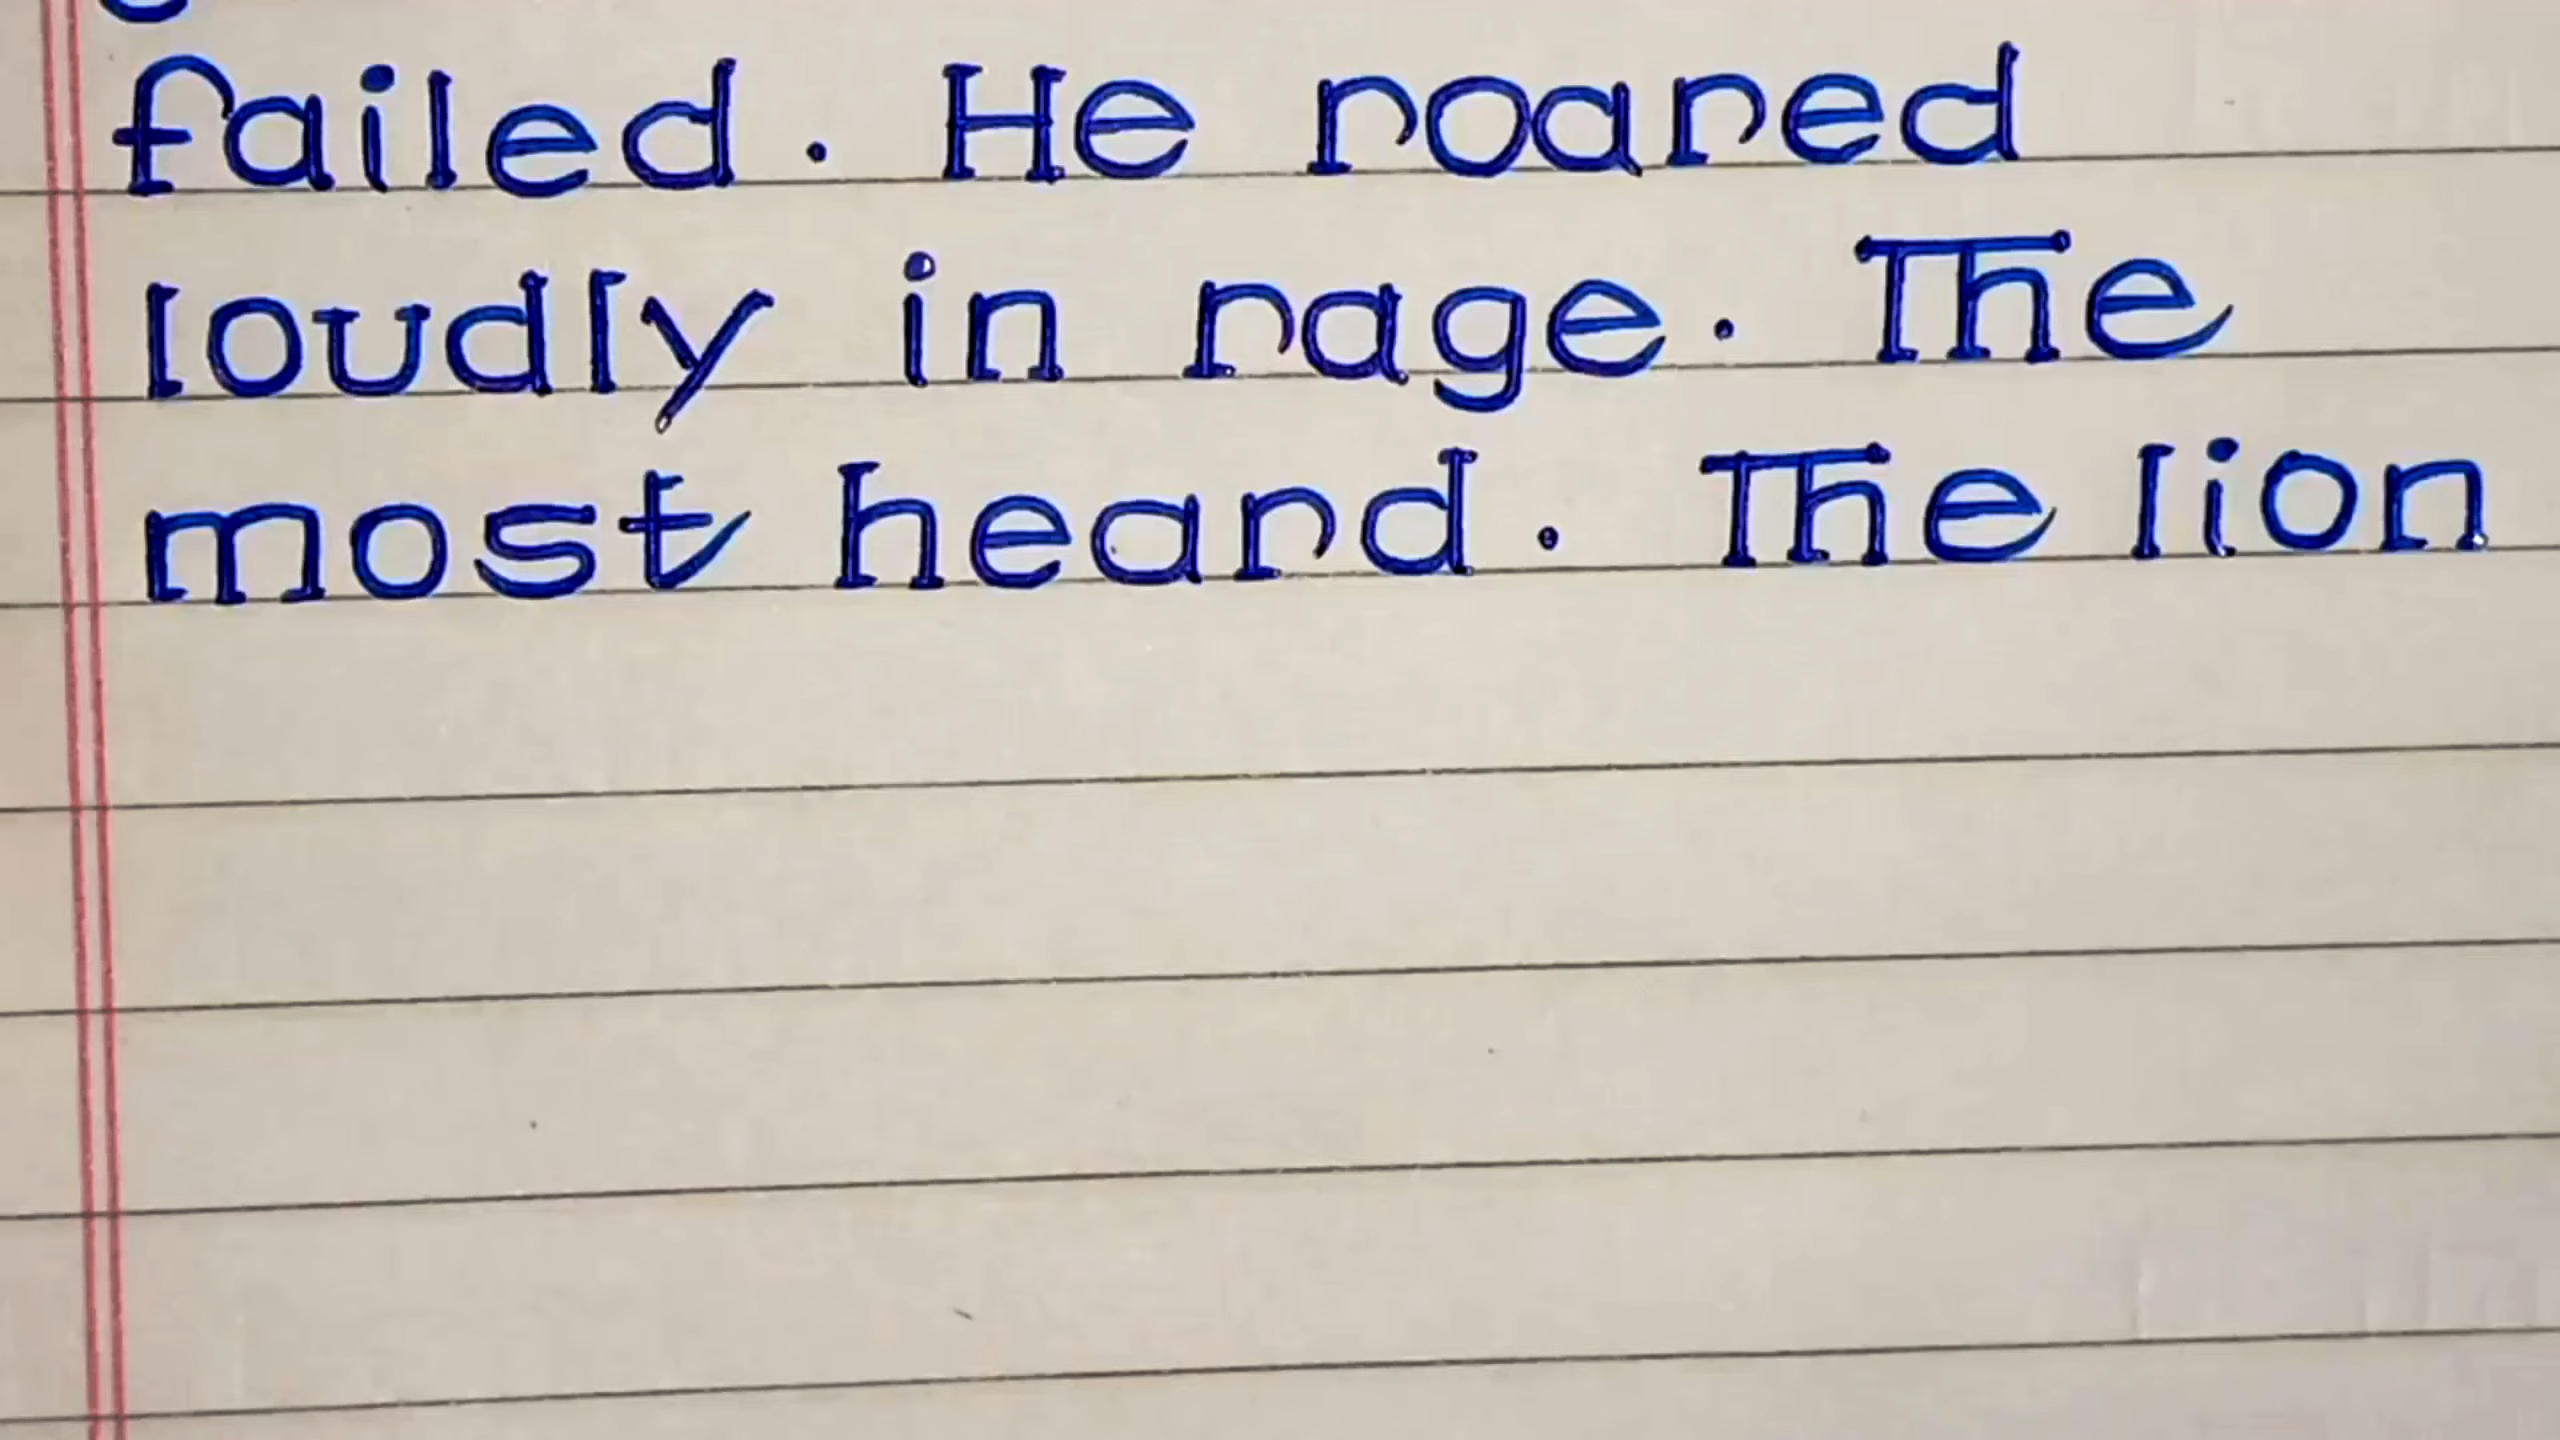 failed. He roared
loudly in rage. The
most heard. The lion